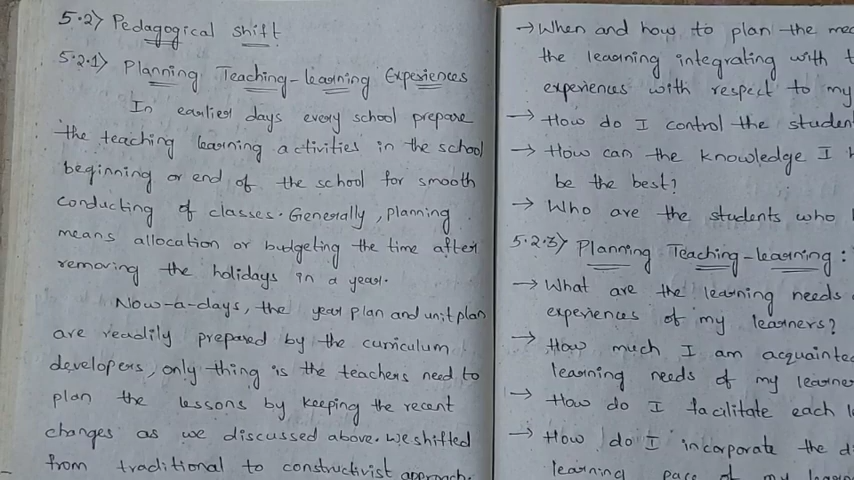 5.2) Pedagogical shift
5.2.1) Planning Teaching-learning Experiences
In earlier days every school prepare
the teaching learning activities in the school
beginning or end of the school for smooth
conducting of classes. Generally, planning
means allocation or budgeting the time after
removing the holidays in a year.
Now-a-days, the year plan and unit plan
are readily prepared by the curriculum
developers, only thing is the teachers need to
plan the lessons by keeping the recent
changes as we discussed above. We shifted
from traditional to constructivist approach.
→ When and how to plan the
the learning integrating with
experiences with respect to my
→ How do I control the
→ How can the knowledge I
be the best?
→ Who are the students who
5.2.3) Planning Teaching-learning:
→ What are the learning needs
experiences of my learners?
→ How much I am
learning needs of my
→ How do I facilitate each
→ How do I incorporate the
learning pace of my